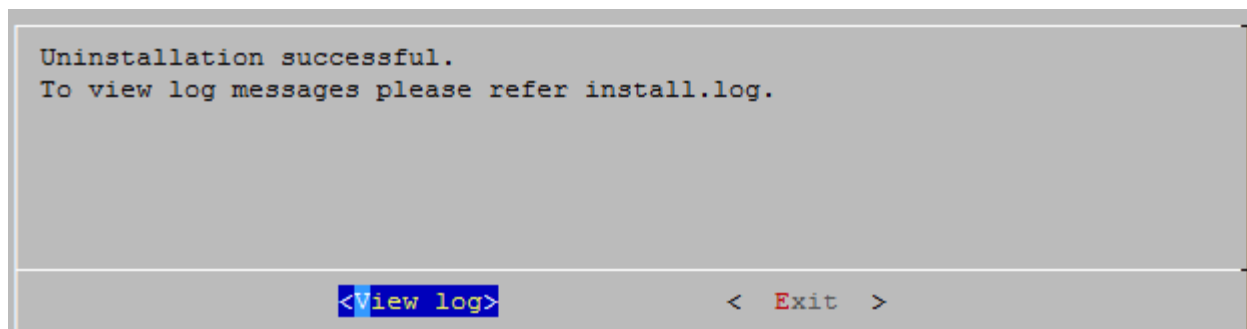 Uninstallation successful.
To view log messages please refer install.log.
<View log> < Exit >